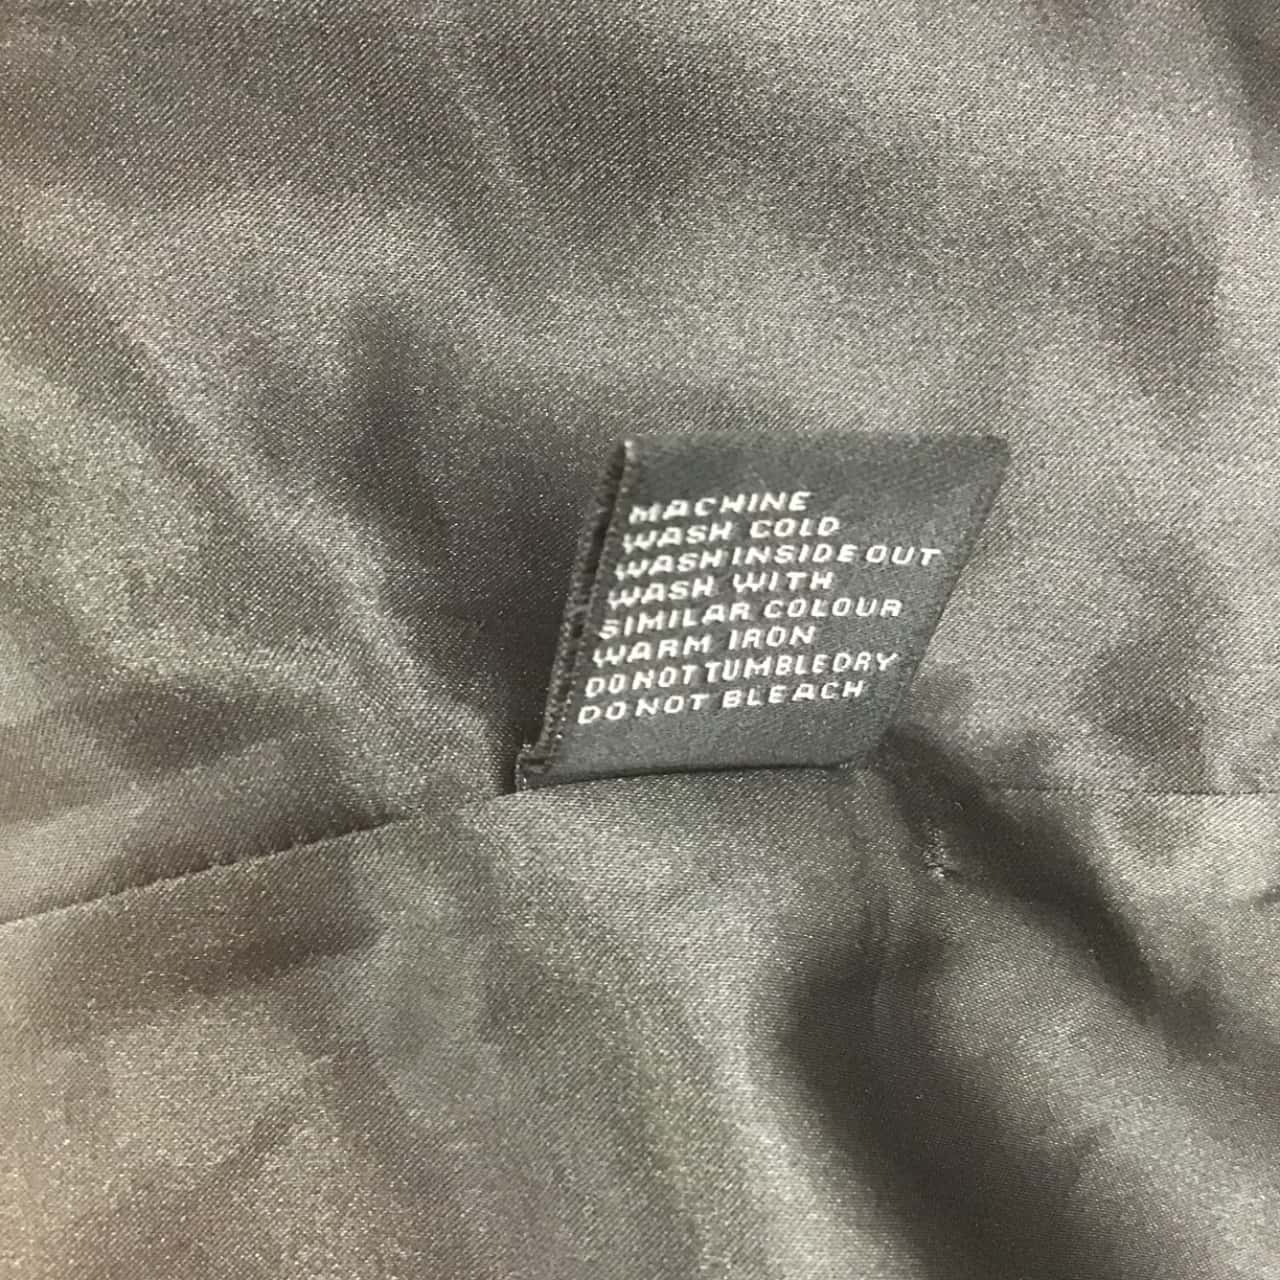 MACHINE
WASH COLD
WASH INSIDE OUT
WASH WITH
SIMILAR COLOUR
WARM IRON
DO NOT TUMBLE DRY
DO NOT BLEACH